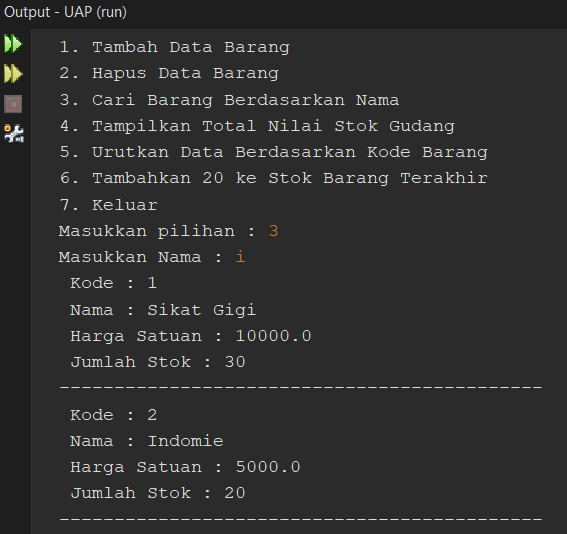 Output - UAP (run)
1. Tambah Data Barang
2. Hapus Data Barang
3. Cari Barang Berdasarkan Nama
4. Tampilkan Total Nilai Stok Gudang
5. Urutkan Data Berdasarkan Kode Barang
6. Tambahkan 20 ke Stok Barang Terakhir
7. Keluar
Masukkan pilihan : 3
Masukkan Nama : i
Kode : 1
Nama : Sikat Gigi
Harga Satuan : 10000.0
Jumlah Stok : 30
--------------------------------------------
Kode : 2
Nama : Indomie
Harga Satuan : 5000.0
Jumlah Stok : 20
--------------------------------------------